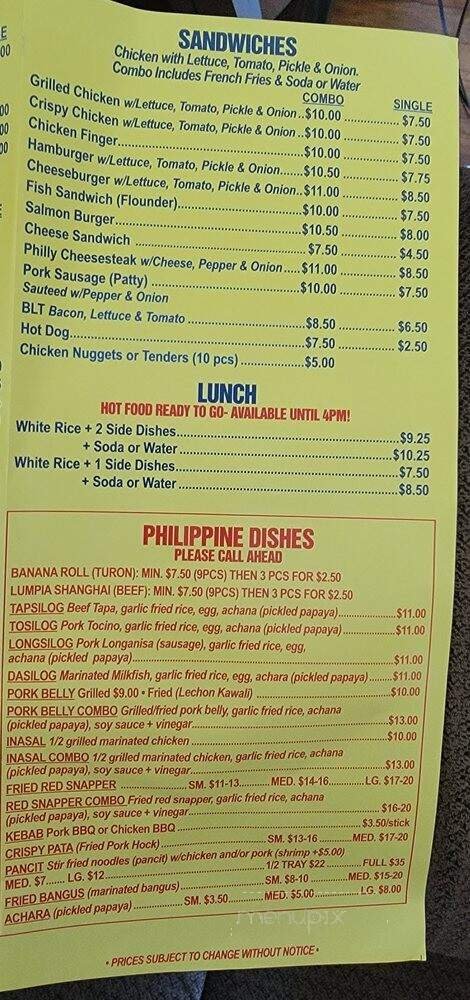 E
00
00
00
00
SANDWICHES
Chicken with Lettuce, Tomato, Pickle & Onion.
Combo Includes French Fries & Soda or Water
COMBO SINGLE
Grilled Chicken w/Lettuce, Tomato, Pickle & Onion..$10.00 ................ $7.50
Crispy Chicken w/Lettuce, Tomato, Pickle & Onion ..$10.00 ................ $7.50
Chicken Finger......................................................$10.00 ................ $7.50
Hamburger w/Lettuce, Tomato, Pickle & Onion......$10.50 ................ $7.75
Cheeseburger w/Lettuce, Tomato, Pickle & Onion..$11.00 ................ $8.50
Fish Sandwich (Flounder)....................................$10.00 ................ $7.50
Salmon Burger......................................................$10.50 ................ $8.00
Cheese Sandwich ................................................ $7.50 ................ $4.50
Philly Cheesesteak w/Cheese, Pepper & Onion ....$11.00 ................ $8.50
Pork Sausage (Patty) ..........................................$10.00 ................ $7.50
Sauteed w/Pepper & Onion
BLT Bacon, Lettuce & Tomato ..............................$8.50 ................ $6.50
Hot Dog................................................................$7.50 ................ $2.50
Chicken Nuggets or Tenders (10 pcs) ................$5.00
LUNCH
HOT FOOD READY TO GO- AVAILABLE UNTIL 4PM!
White Rice + 2 Side Dishes........................................................$9.25
+ Soda or Water ........................................................$10.25
White Rice + 1 Side Dishes........................................................$7.50
+ Soda or Water ........................................................$8.50
PHILIPPINE DISHES
PLEASE CALL AHEAD
BANANA ROLL (TURON): MIN. $7.50 (9PCS) THEN 3 PCS FOR $2.50
LUMPIA SHANGHAI (BEEF): MIN. $7.50 (9PCS) THEN 3 PCS FOR $2.50
TAPSILOG Beef Tapa, garlic fried rice, egg, achana (pickled papaya)................$11.00
TOSILOG Pork Tocino, garlic fried rice, egg, achana (pickled papaya) ................$11.00
LONGSILOG Pork Longanisa (sausage), garlic fried rice, egg,
achana (pickled papaya)................................................................$11.00
DASILOG Marinated Milkfish, garlic fried rice, egg, achara (pickled papaya) ........$11.00
PORK BELLY Grilled $9.00 • Fried (Lechon Kawali) ................................$10.00
PORK BELLY COMBO Grilled/fried pork belly, garlic fried rice, achana
(pickled papaya), soy sauce + vinegar................................................$13.00
INASAL 1/2 grilled marinated chicken ................................................$10.00
INASAL COMBO 1/2 grilled marinated chicken, garlic fried rice, achana
(pickled papaya), soy sauce + vinegar................................................$13.00
FRIED RED SNAPPER ................ SM. $11-13..........MED. $14-16..........LG. $17-20
RED SNAPPER COMBO Fried red snapper, garlic fried rice, achana
(pickled papaya), soy sauce + vinegar................................................$16-20
KEBAB Pork BBQ or Chicken BBQ ................................................$3.50/stick
CRISPY PATA (Fried Pork Hock) ................................SM. $13-16 ............MED. $17-20
PANCIT Stir fried noodles (pancit) w/chicken and/or pork (shrimp +$5.00)
MED. $7...... LG. $12................................................1/2 TRAY $22 ............ FULL $35
FRIED BANGUS (marinated bangus)................................SM. $8-10 ............MED. $15-20
ACHARA (pickled papaya) ................SM. $3.50............MED. $5.00............LG. $8.00
menupix
• PRICES SUBJECT TO CHANGE WITHOUT NOTICE •